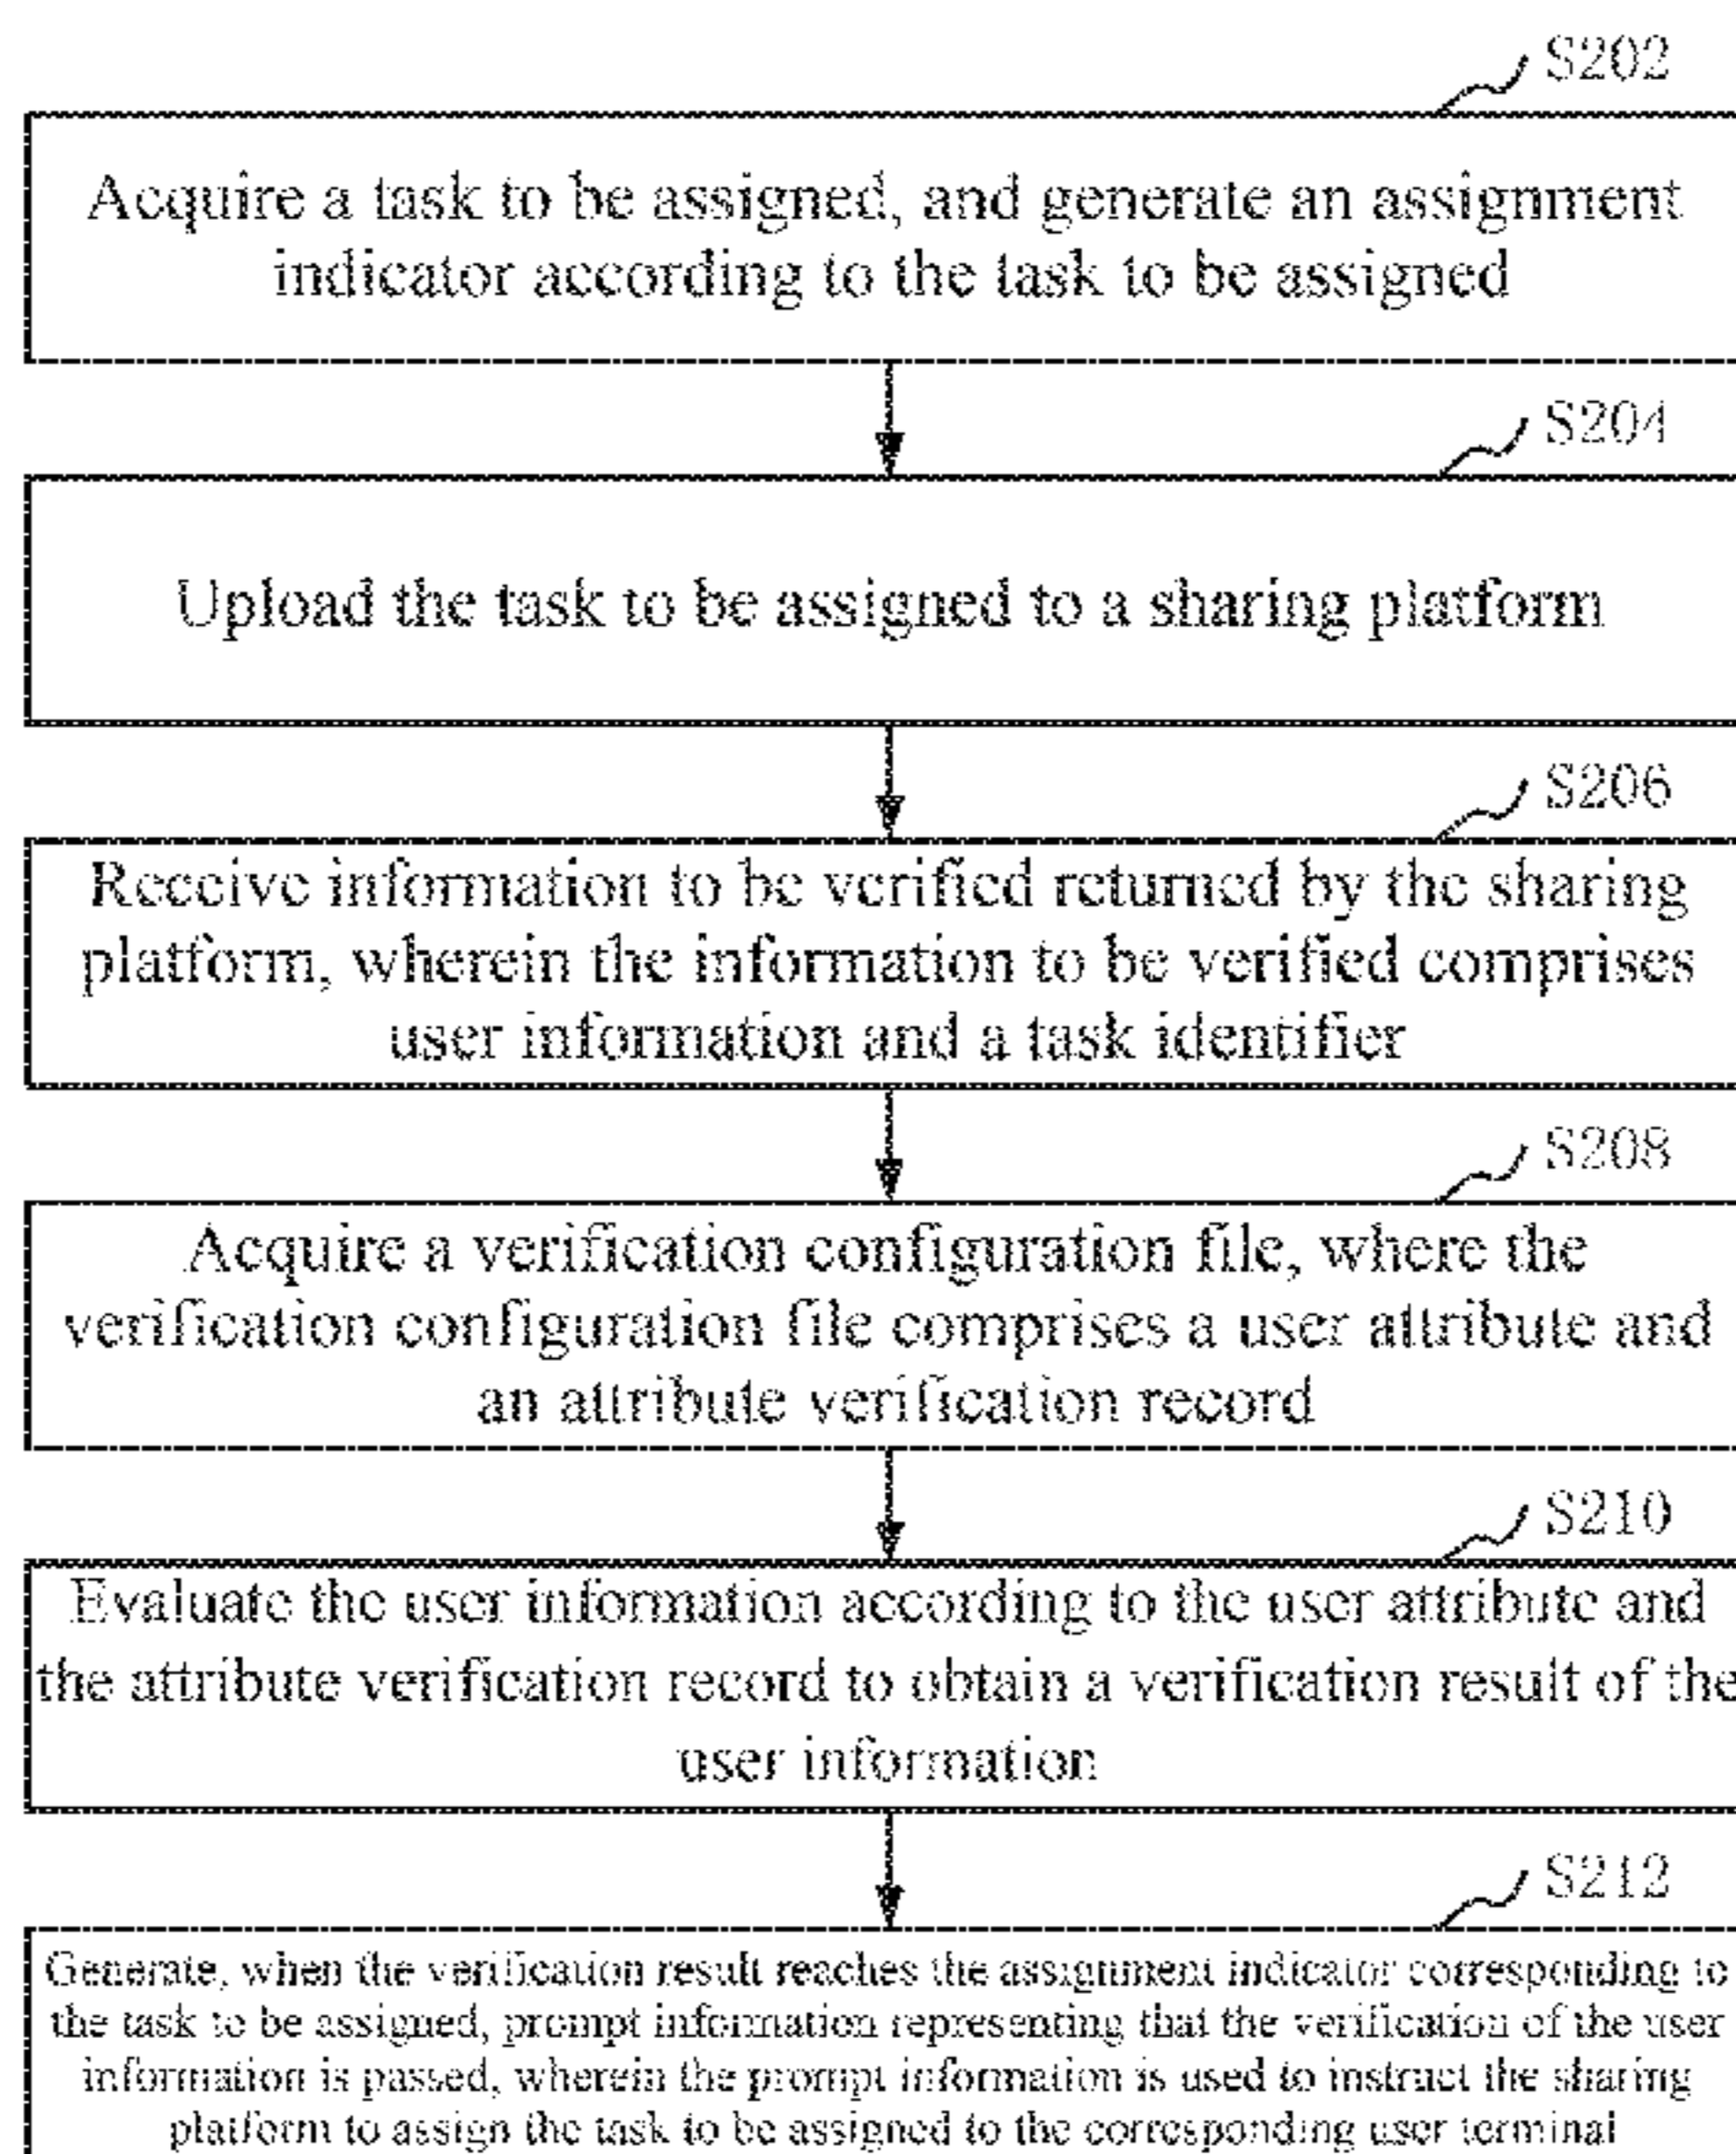 S202
Acquire a task to be assigned, and generate an assignment
indicator according to the task to be assigned
S204
Upload the task to be assigned to a sharing platform
S206
Receive information to be verified returned by the sharing
platform, wherein the information to be verified comprises
user information and a task identifier
S208
Acquire a verification configuration file, where the
verification configuration file comprises a user attribute and
an attribute verification record
S210
Evaluate the user information according to the user attribute and
the attribute verification record to obtain a verification result of the
user information
S212
Generate, when the verification result reaches the assignment indicator corresponding to
the task to be assigned, prompt information representing that the verification of the user
information is passed, wherein the prompt information is used to instruct the sharing
platform to assign the task to be assigned to the corresponding user terminal